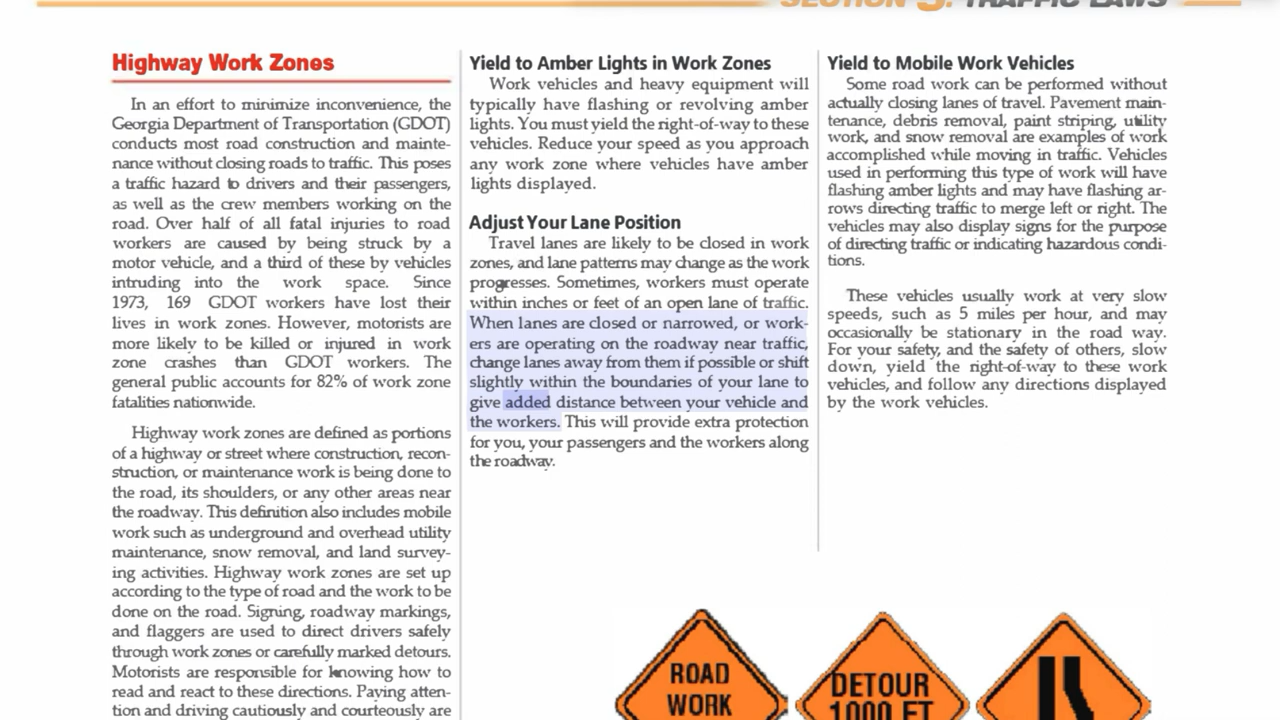 SECTION 5: TRAFFIC LAWS
Highway Work Zones
In an effort to minimize inconvenience, the
Georgia Department of Transportation (GDOT)
conducts most road construction and mainte-
nance without closing roads to traffic. This poses
a traffic hazard to drivers and their passengers,
as well as the crew members working on the
road. Over half of all fatal injuries to road
workers are caused by being struck by a
motor vehicle, and a third of these by vehicles
intruding into the work space. Since
1973, 169 GDOT workers have lost their
lives in work zones. However, motorists are
more likely to be killed or injured in work
zone crashes than GDOT workers. The
general public accounts for 82% of work zone
fatalities nationwide.
Highway work zones are defined as portions
of a highway or street where construction, recon-
struction, or maintenance work is being done to
the road, its shoulders, or any other areas near
the roadway. This definition also includes mobile
work such as underground and overhead utility
maintenance, snow removal, and land survey-
ing activities. Highway work zones are set up
according to the type of road and the work to be
done on the road. Signing, roadway markings,
and flaggers are used to direct drivers safely
through work zones or carefully marked detours.
Motorists are responsible for knowing how to
read and react to these directions. Paying atten-
tion and driving cautiously and courteously are
Yield to Amber Lights in Work Zones
Work vehicles and heavy equipment will
typically have flashing or revolving amber
lights. You must yield the right-of-way to these
vehicles. Reduce your speed as you approach
any work zone where vehicles have amber
lights displayed.
Adjust Your Lane Position
Travel lanes are likely to be closed in work
zones, and lane patterns may change as the work
progresses. Sometimes, workers must operate
within inches or feet of an open lane of traffic.
When lanes are closed or narrowed, or work-
ers are operating on the roadway near traffic,
change lanes away from them if possible or shift
slightly within the boundaries of your lane to
give added distance between your vehicle and
the workers. This will provide extra protection
for you, your passengers and the workers along
the roadway.
Yield to Mobile Work Vehicles
Some road work can be performed without
actually closing lanes of travel. Pavement main-
tenance, debris removal, paint striping, utility
work, and snow removal are examples of work
accomplished while moving in traffic. Vehicles
used in performing this type of work will have
flashing amber lights and may have flashing ar-
rows directing traffic to merge left or right. The
vehicles may also display signs for the purpose
of directing traffic or indicating hazardous condi-
tions.
These vehicles usually work at very slow
speeds, such as 5 miles per hour, and may
occasionally be stationary in the road way.
For your safety, and the safety of others, slow
down, yield the right-of-way to these work
vehicles, and follow any directions displayed
by the work vehicles.
ROAD
WORK
DETOUR
1000 FT